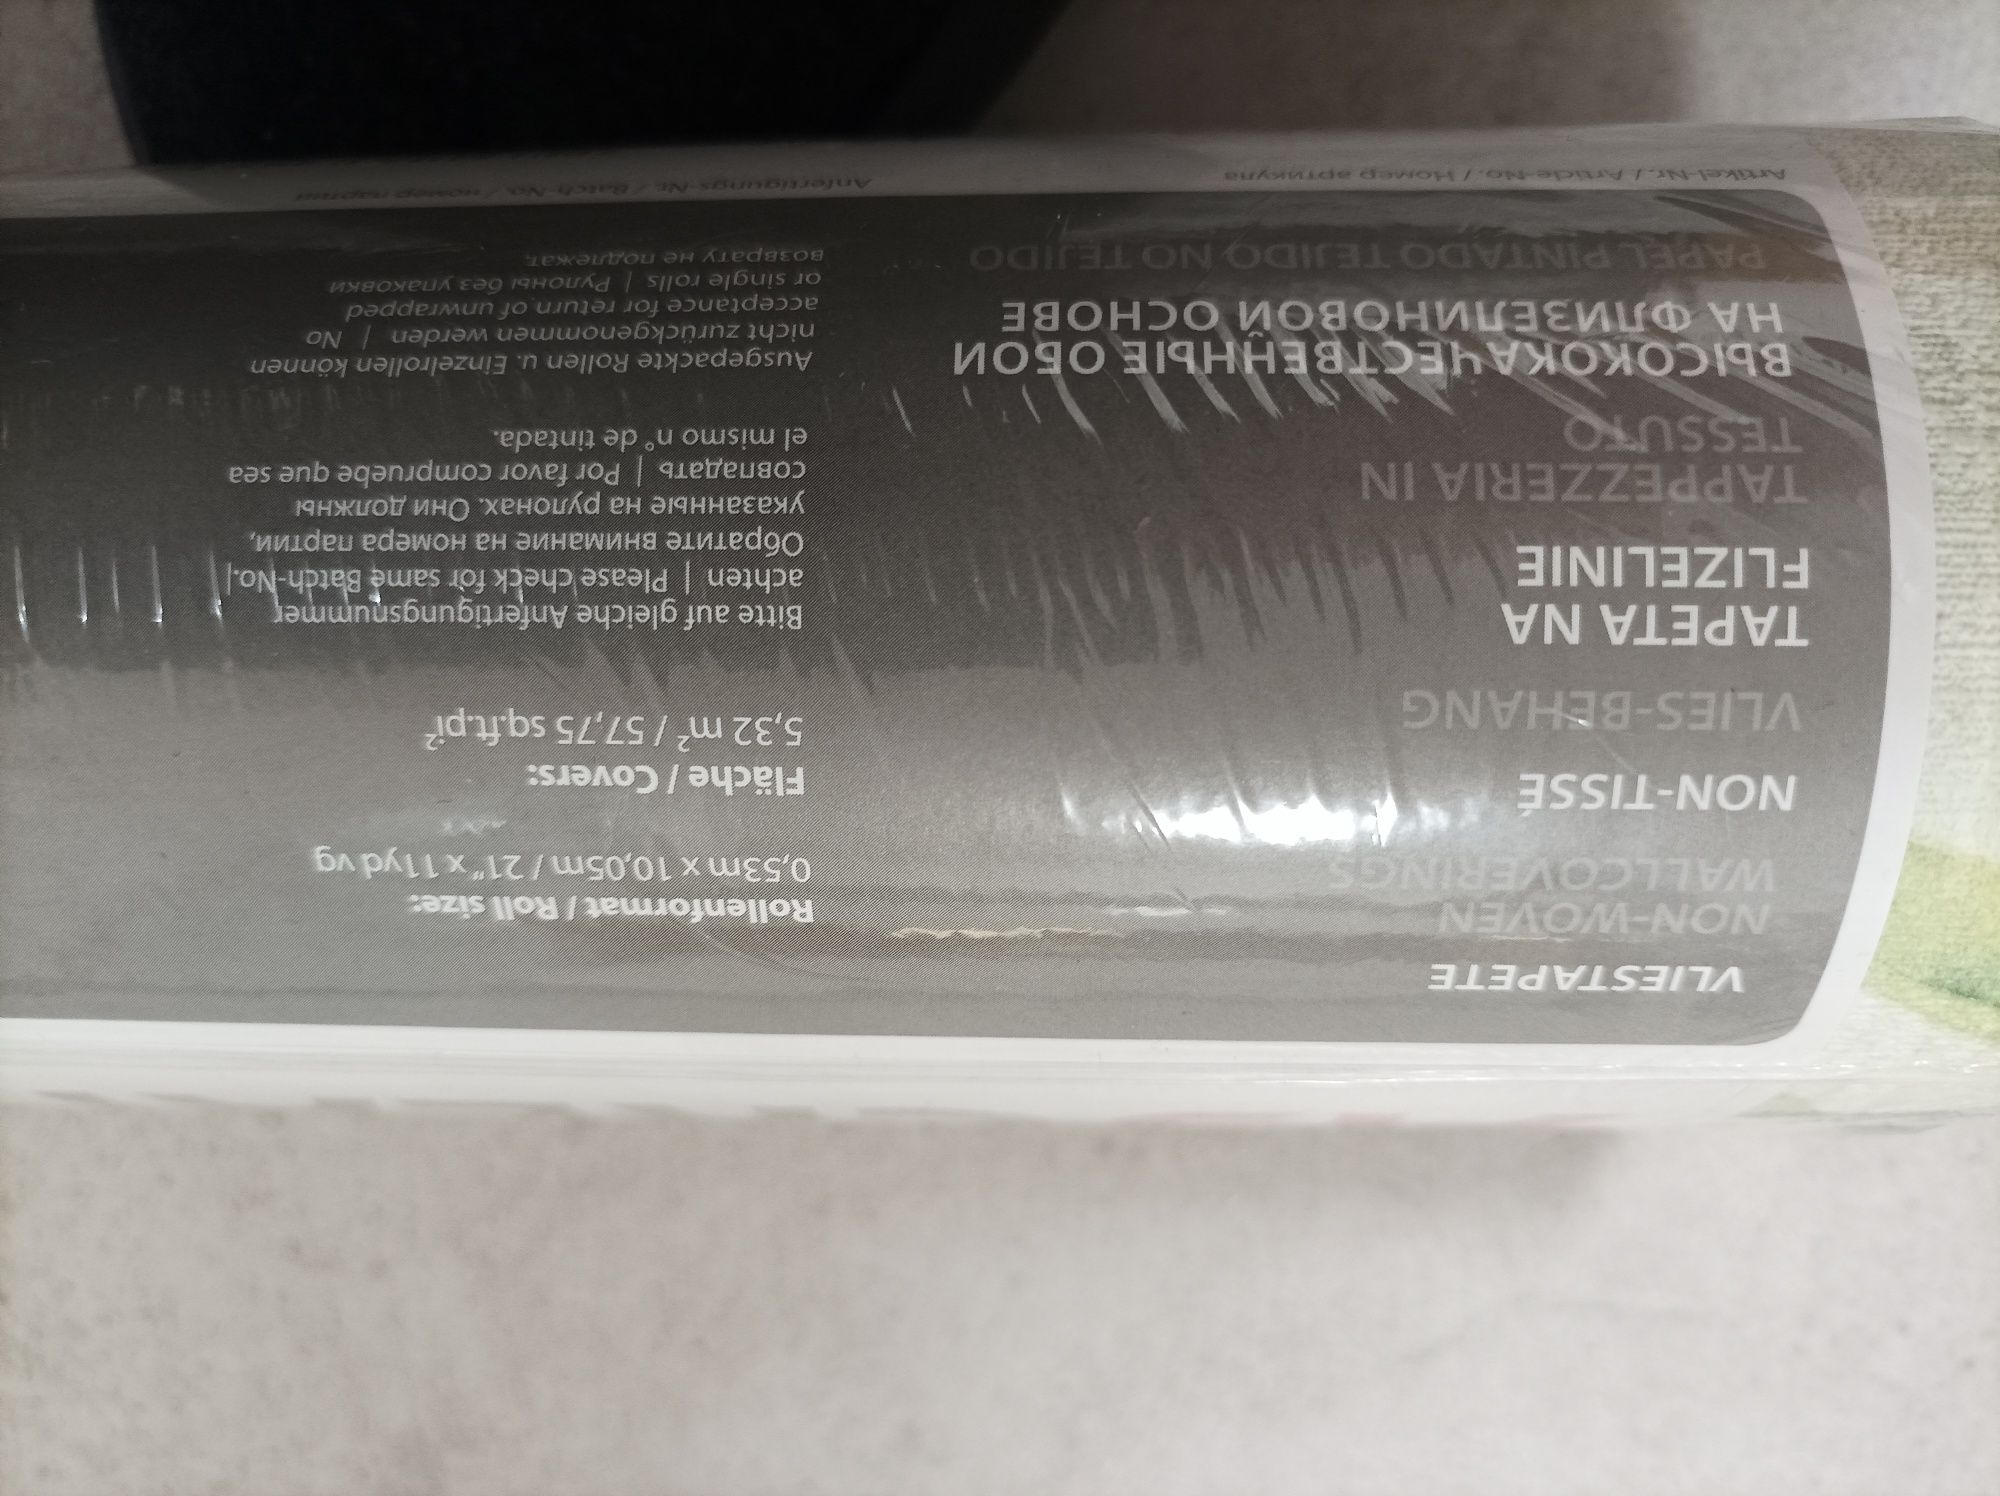 VLIESTAPETE
NON-WOVEN
WALLCOVERINGS
NON-TISSÉ
VLIES-BEHANG
TAPETA NA
FLIZELINIE
TAPPEZZERIA IN
TESSUTO
ВЫСОКОКАЧЕСТВЕННЫЕ ОБОИ
НА ФЛИЗЕЛИНОВОЙ ОСНОВЕ
PAPEL PINTADO TEJIDO NO TEJIDO
Rollenformat / Roll size:
0,53m x 10,05m / 21" x 11yd vg
Fläche / Covers:
5,32 m² / 57,75 sq.ft.pi²
Bitte auf gleiche Anfertigungsnummer
achten | Please check for same Batch-No.|
Обратите внимание на номера партии,
указанные на рулонах. Они должны
совпадать | Por favor compruebe que sea
el mismo n° de tintada.
Ausgepackte Rollen u. Einzelrollen können
nicht zurückgenommen werden | No
acceptance for return of unwrapped
or single rolls | Рулоны без упаковки
возврату не подлежат.
Artikel-Nr. / Article-No. / Номер артикула
Anfertigungs-Nr. / Batch-No. / номер партии